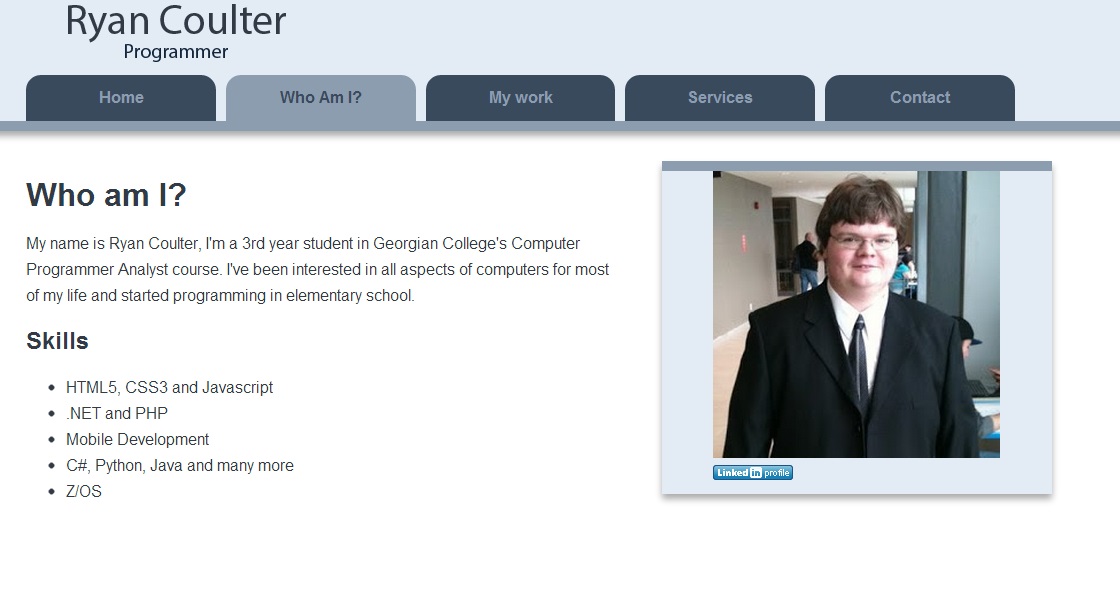 Ryan Coulter
Programmer
Home
Who Am I?
My work
Services
Contact
Who am I?
My name is Ryan Coulter, I'm a 3rd year student in Georgian College's Computer
Programmer Analyst course. I've been interested in all aspects of computers for most
of my life and started programming in elementary school.
Skills
HTML5, CSS3 and Javascript
.NET and PHP
Mobile Development
C#, Python, Java and many more
Z/OS
Linked in profile